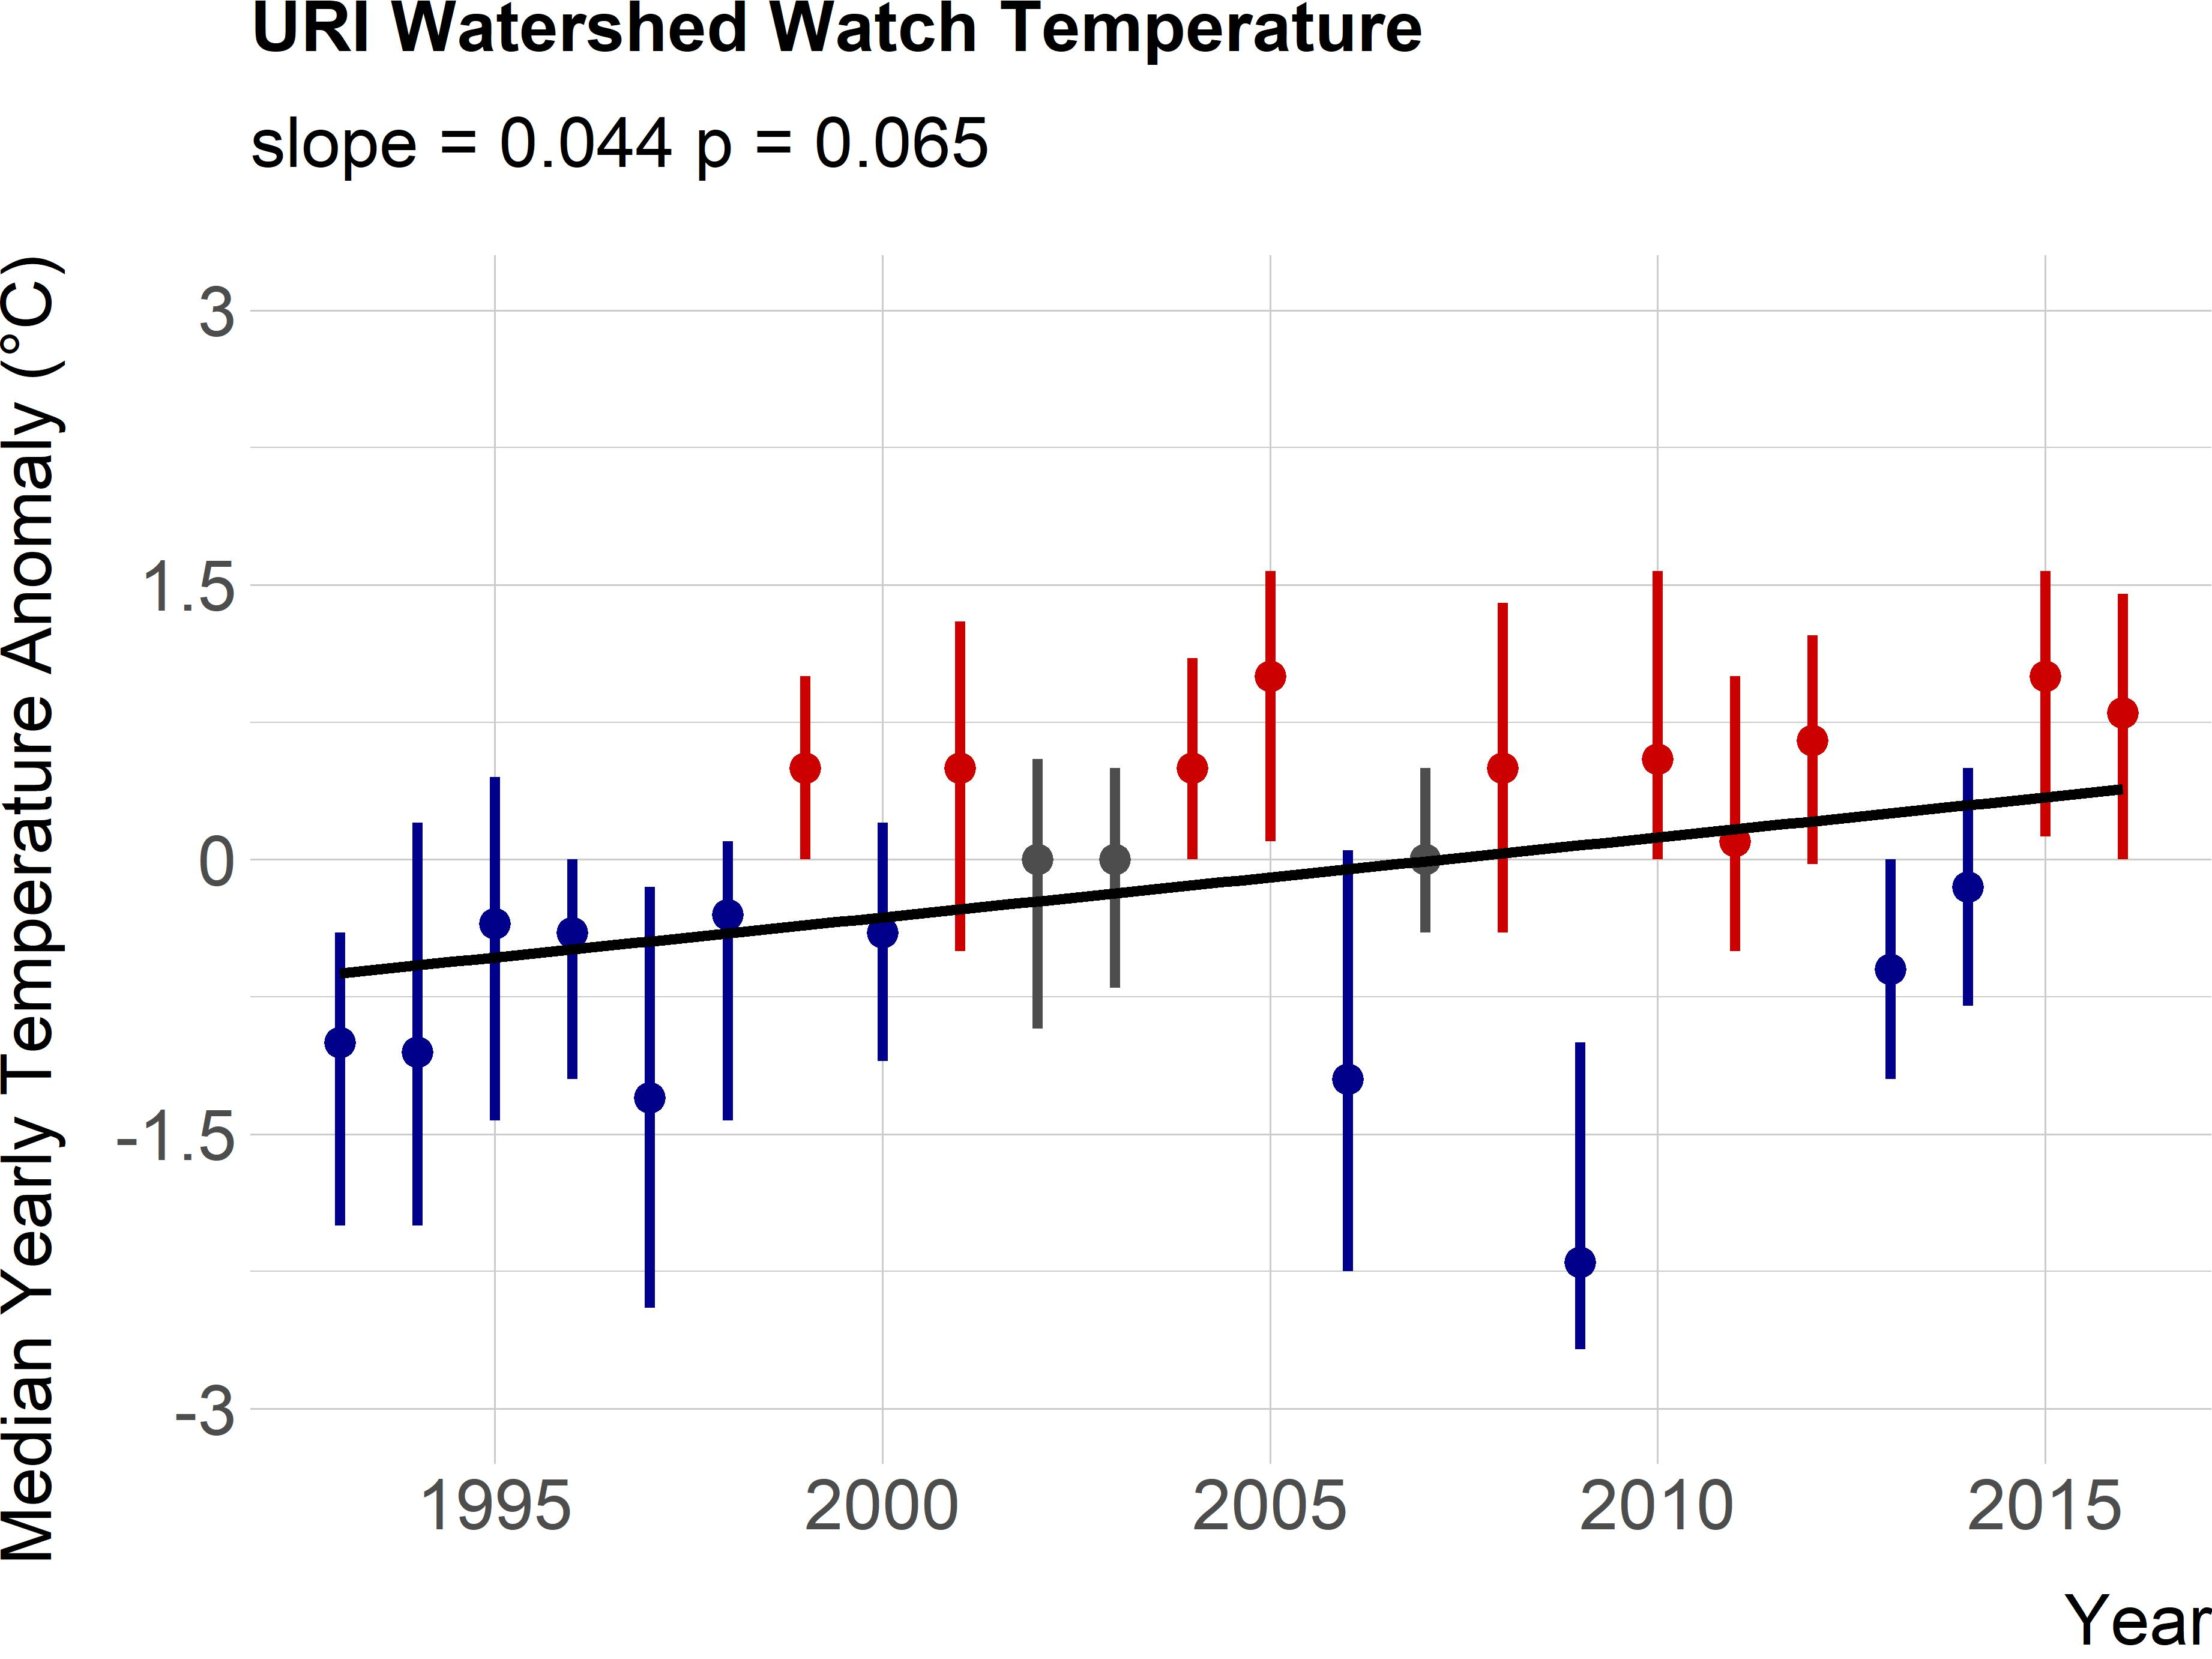 URI Watershed Watch Temperature
slope = 0.044 p = 0.065
Median Yearly Temperature Anomaly (°C)
3
1.5
0
-1.5
-3
1995 2000 2005 2010 2015
Year